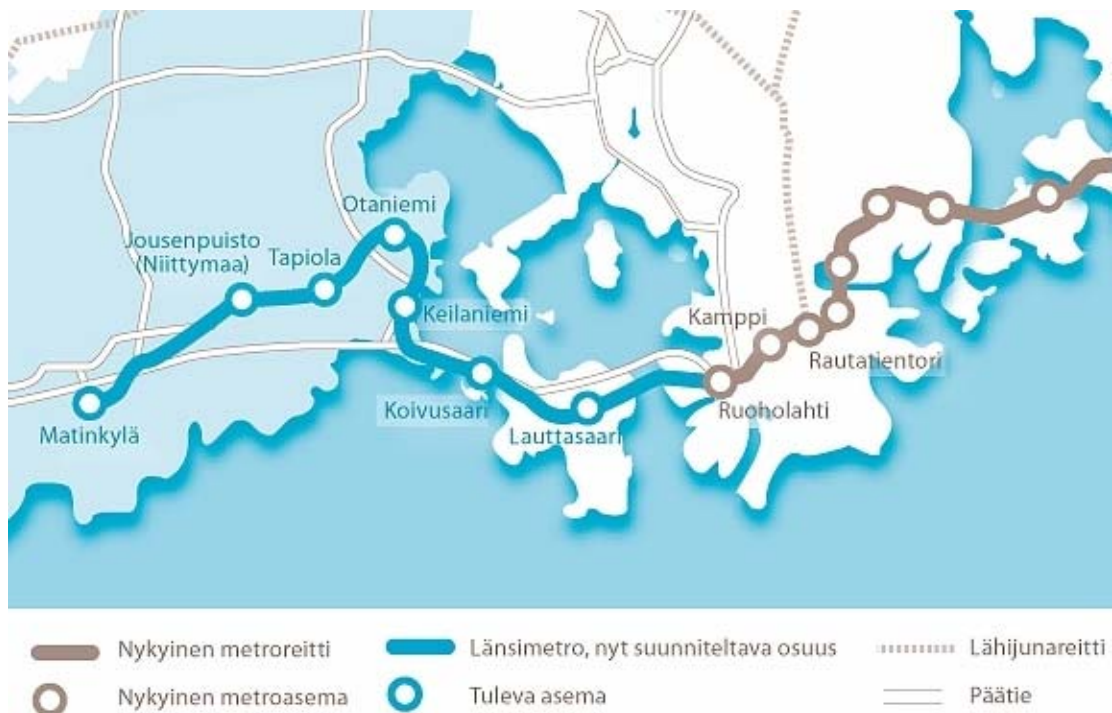 Otaniemi
Jousenpuisto
(Niittymaa)
Tapiola
Keilaniemi
Kamppi
Rautatientori
Koivusaari
Ruoholahti
Matinkylä
Lauttasaari
Nykyinen metroreitti
Länsimetro, nyt suunniteltava osuus
Lähijunareitti
Nykyinen metroasema
Tuleva asema
Päätie